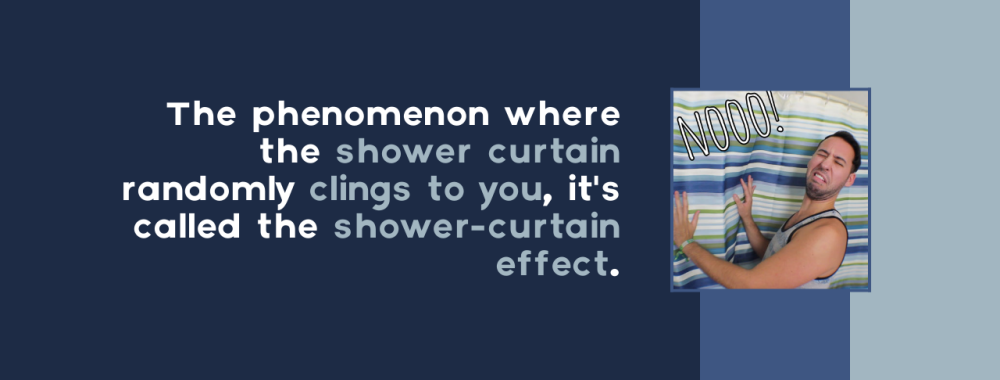 The phenomenon where
the shower curtain
randomly clings to you, it's
called the shower-curtain
effect.
NOOO!